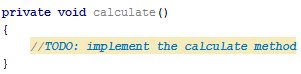 private void calculate()
{
//TODO: implement the calculate method
}